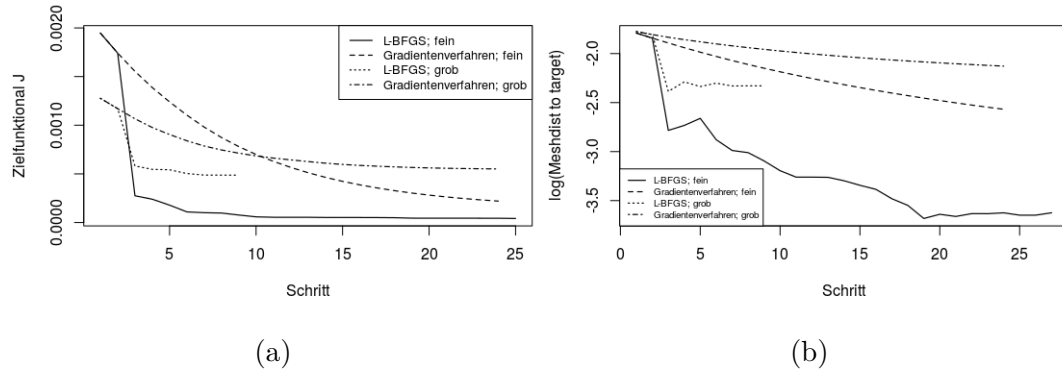 Zielfunktional J
0.0020
0.0010
0.0000
L-BFGS; fein
Gradientenverfahren; fein
L-BFGS; grob
Gradientenverfahren; grob
5
10
15
20
25
Schritt
(a)
log(Meshdist to target)
-2.0
-2.5
-3.0
-3.5
L-BFGS; fein
Gradientenverfahren; fein
L-BFGS; grob
Gradientenverfahren; grob
0
5
10
15
20
25
Schritt
(b)